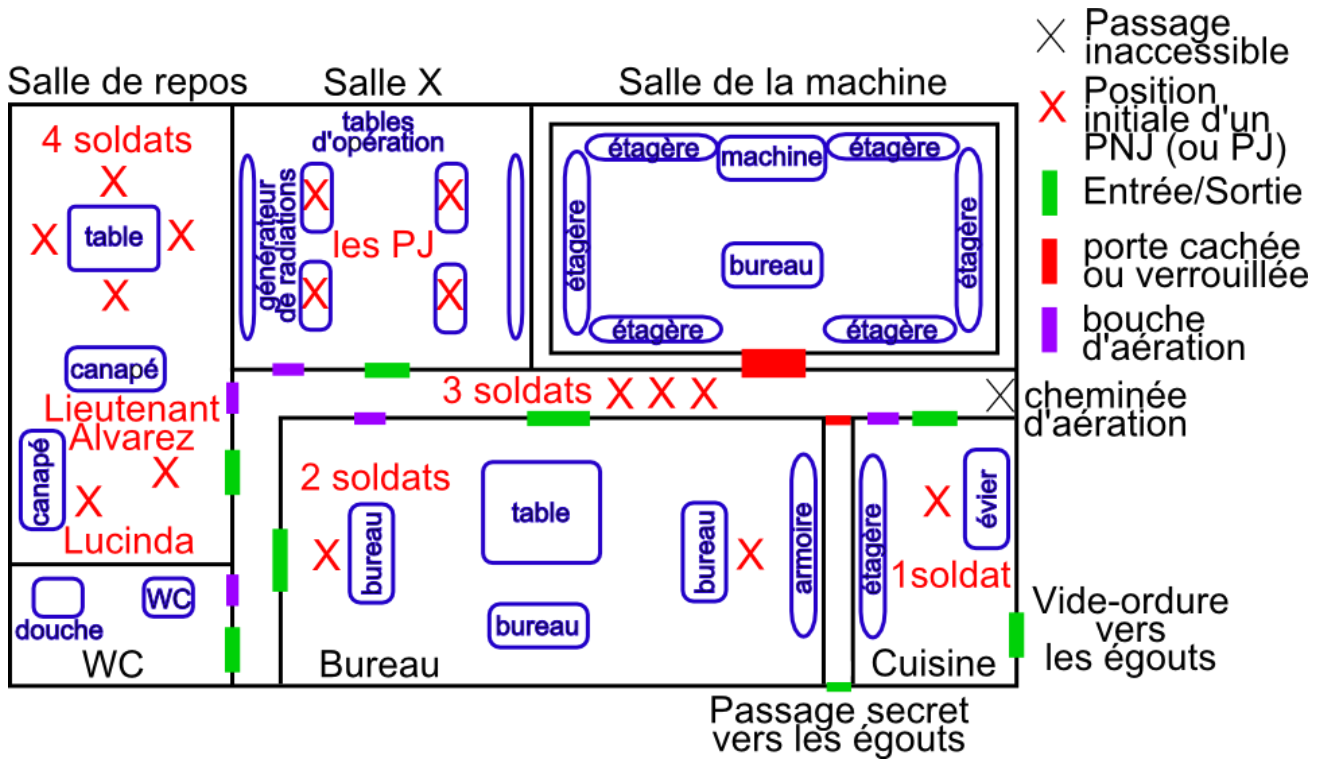 Passage
inaccessible
Salle de repos
Salle X
Salle de la machine
Position
initiale d'un
PNJ (ou PJ)
4 soldats
tables
d'opération
étagère
machine
étagère
Entrée/Sortie
table
générateur
de radiations
les PJ
étagère
bureau
étagère
porte cachée
ou verrouillée
étagère
étagère
bouche
d'aération
canapé
3 soldats
cheminée
d'aération
Lieutenant
Alvarez
canapé
Lucinda
2 soldats
bureau
table
bureau
armoire
étagère
évier
1soldat
bureau
douche
WC
WC
Bureau
Cuisine
Vide-ordure
vers
les égouts
Passage secret
vers les égouts